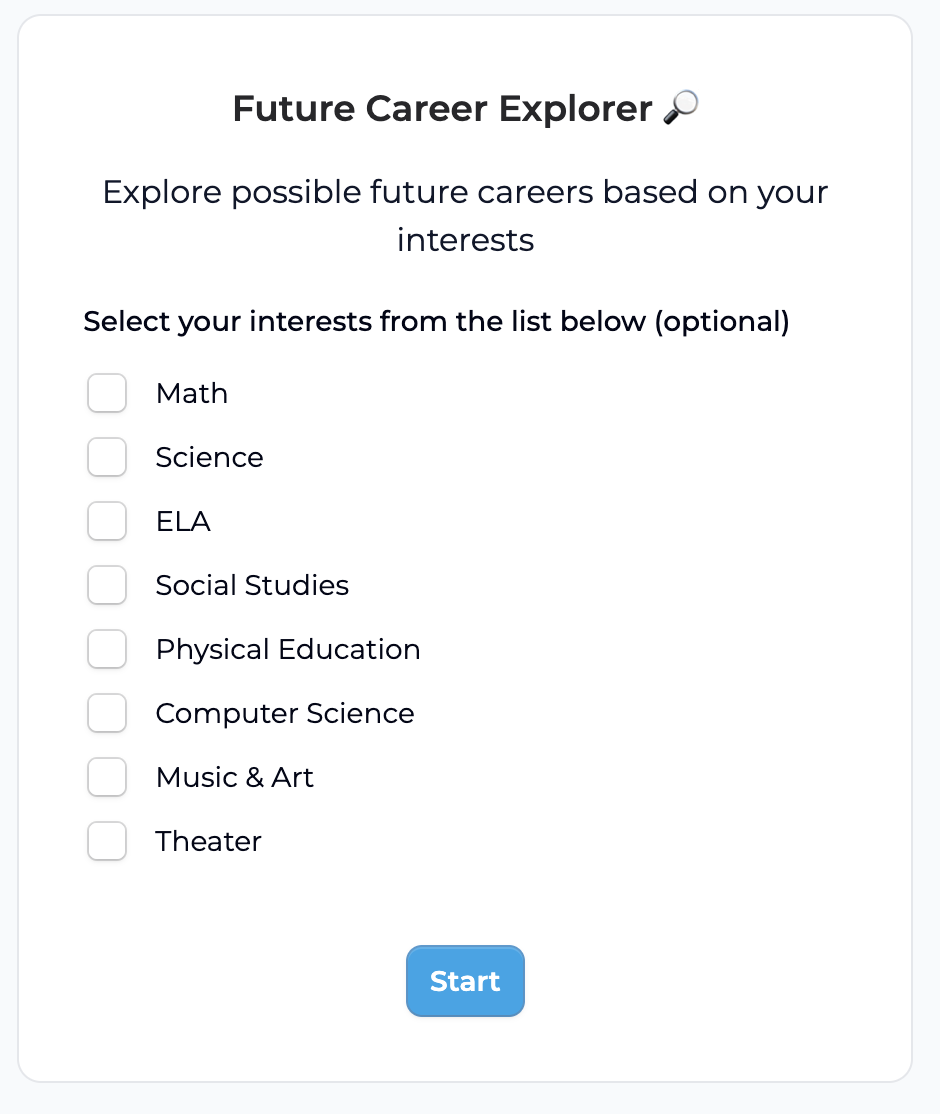 Future Career Explorer 🔎
Explore possible future careers based on your
interests
Select your interests from the list below (optional)
Math
Science
ELA
Social Studies
Physical Education
Computer Science
Music & Art
Theater
Start